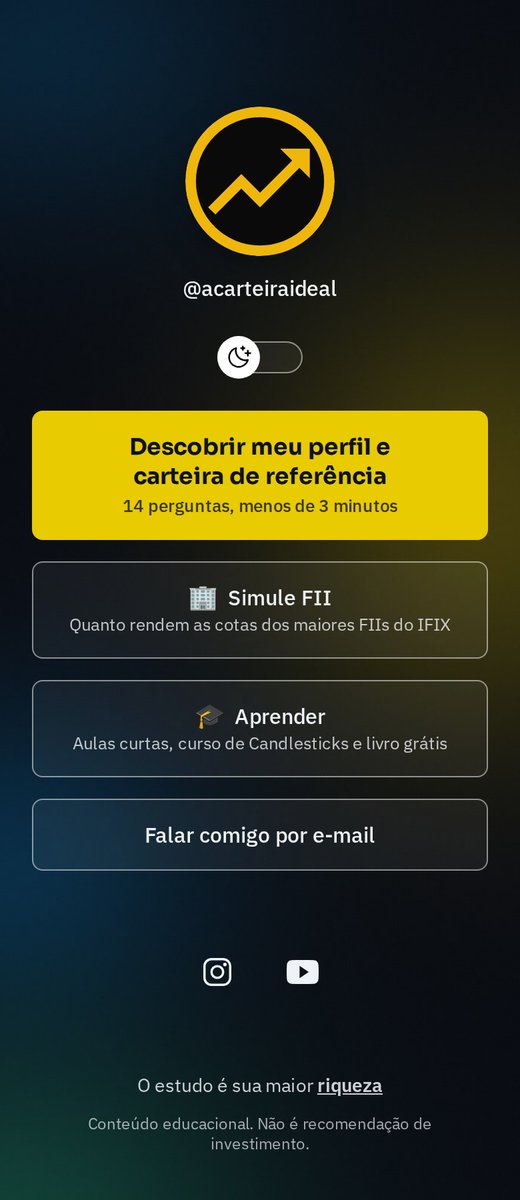 @acarteiraideal
Descobrir meu perfil e
carteira de referência
14 perguntas, menos de 3 minutos
🏢 Simule FII
Quanto rendem as cotas dos maiores FIIs do IFIX
🎓 Aprender
Aulas curtas, curso de Candlesticks e livro grátis
Falar comigo por e-mail
O estudo é sua maior riqueza
Conteúdo educacional. Não é recomendação de
investimento.